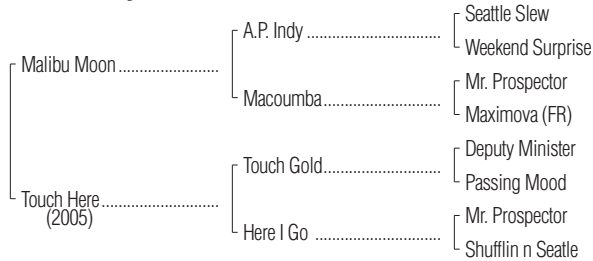 Seattle Slew
A.P. Indy ..............................
Weekend Surprise
Malibu Moon ......................
Mr. Prospector
Macoumba ..........................
Maximova (FR)
Deputy Minister
Touch Gold..........................
Passing Mood
Touch Here..........................
(2005)
Mr. Prospector
Here I Go ............................
Shufflin n Seatle